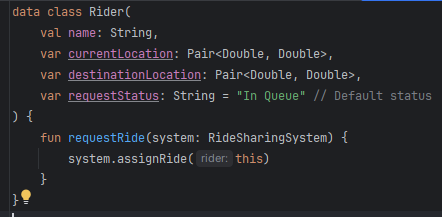 data class Rider(
    val name: String,
    var currentLocation: Pair<Double, Double>,
    var destinationLocation: Pair<Double, Double>,
    var requestStatus: String = "In Queue" // Default status
) {
    fun requestRide(system: RideSharingSystem) {
        system.assignRide( rider: this)
    }
}